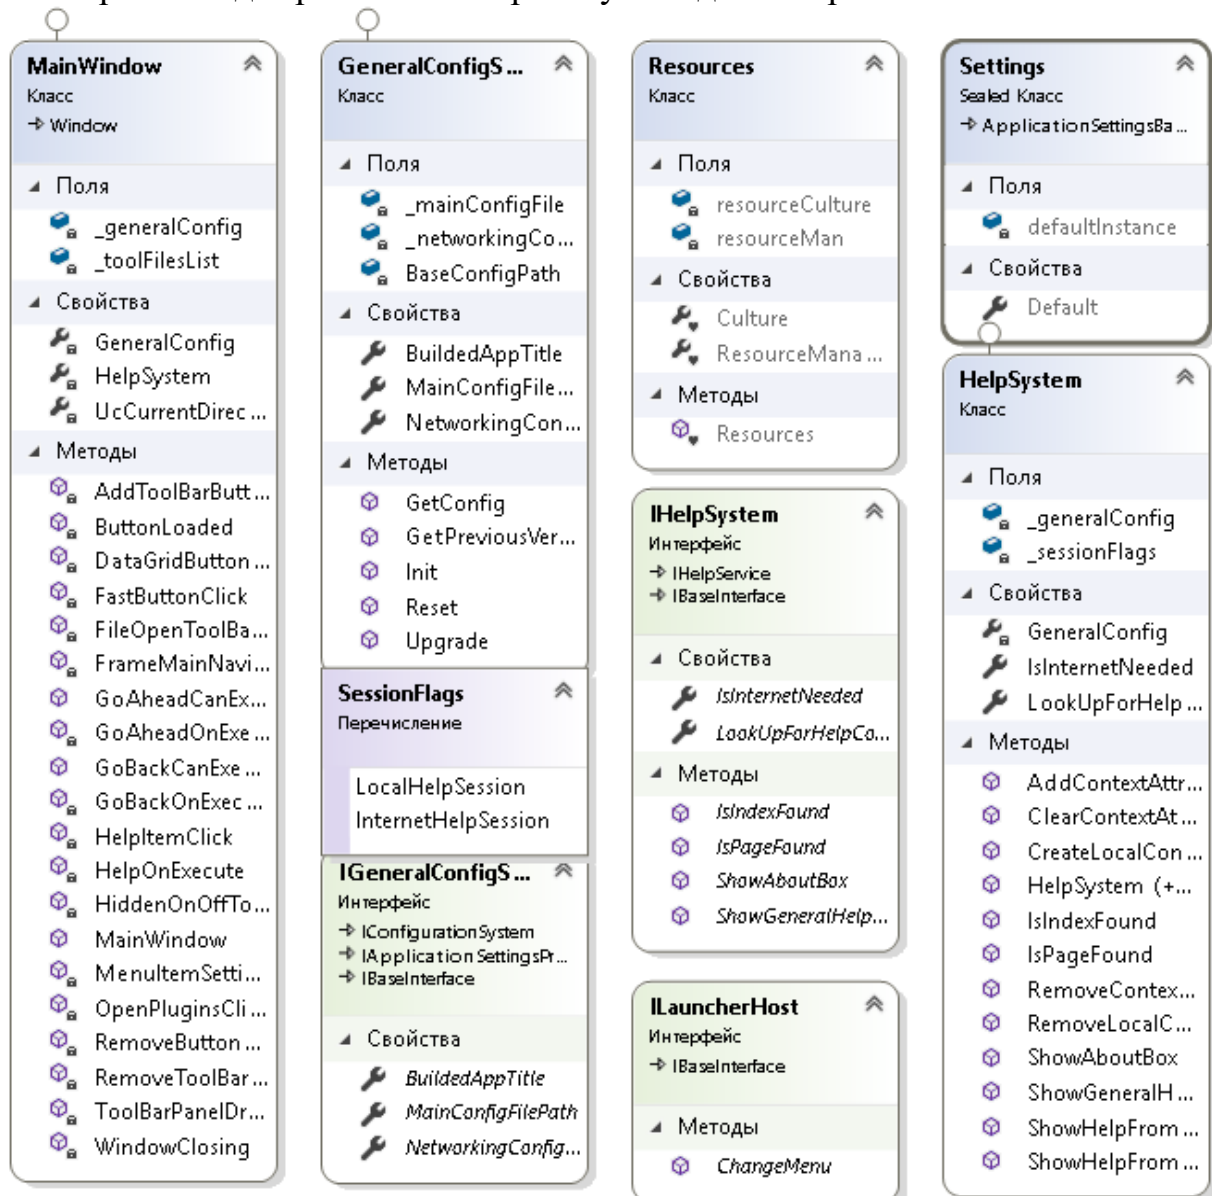 MainWindow
Класс
Window
Поля
_generalConfig
_toolFilesList
Свойства
GeneralConfig
HelpSystem
UcCurrentDirec ...
Методы
AddToolBarButt ...
ButtonLoaded
DataGridButton ...
FastButtonClick
FileOpenToolBa...
FrameMainNavi...
GoAheadCanEx...
GoAheadOnExe ...
GoBackCanExe ...
GoBackOnExec ...
HelpItemClick
HelpOnExecute
HiddenOnOffTo...
MainWindow
MenuItemSetti...
OpenPluginsCli ...
RemoveButton ...
RemoveToolBar ...
ToolBarPanelDr...
WindowClosing
GeneralConfigS ...
Класс
Поля
_mainConfigFile
_networkingCo...
BaseConfigPath
Свойства
BuildedAppTitle
MainConfigFile...
NetworkingCon...
Методы
GetConfig
GetPreviousVer...
Init
Reset
Upgrade
SessionFlags
Перечисление
LocalHelpSession
InternetHelpSession
IGeneralConfigS ...
Интерфейс
IConfigurationSystem
IApplicationSettingsPr...
IBaseInterface
Свойства
BuildedAppTitle
MainConfigFilePath
NetworkingConfig...
Resources
Класс
Поля
resourceCulture
resourceMan
Свойства
Culture
ResourceMana ...
Методы
Resources
IHelpSystem
Интерфейс
IHelpService
IBaseInterface
Свойства
IsInternetNeeded
LookUpForHelpCo...
Методы
IsIndexFound
IsPageFound
ShowAboutBox
ShowGeneralHelp...
ILauncherHost
Интерфейс
IBaseInterface
Методы
ChangeMenu
Settings
Sealed Класс
ApplicationSettingsBa ...
Поля
defaultInstance
Свойства
Default
HelpSystem
Класс
Поля
_generalConfig
_sessionFlags
Свойства
GeneralConfig
IsInternetNeeded
LookUpForHelp ...
Методы
AddContextAttr...
ClearContextAt ...
CreateLocalCon ...
HelpSystem (+...
IsIndexFound
IsPageFound
RemoveContex...
RemoveLocalC...
ShowAboutBox
ShowGeneralH ...
ShowHelpFrom ...
ShowHelpFrom ...